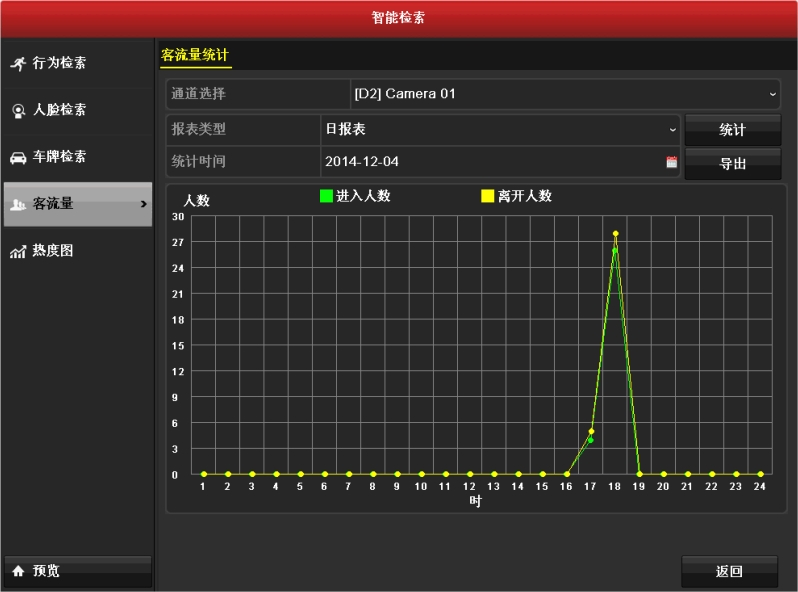 智能检索
行为检索
人脸检索
车牌检索
客流量
热度图
预览
客流量统计
通道选择 [D2] Camera 01
报表类型 日报表 统计
统计时间 2014-12-04 导出
人数 进入人数 离开人数
30
27
24
21
18
15
12
9
6
3
0
1 2 3 4 5 6 7 8 9 10 11 12 13 14 15 16 17 18 19 20 21 22 23 24
时
返回